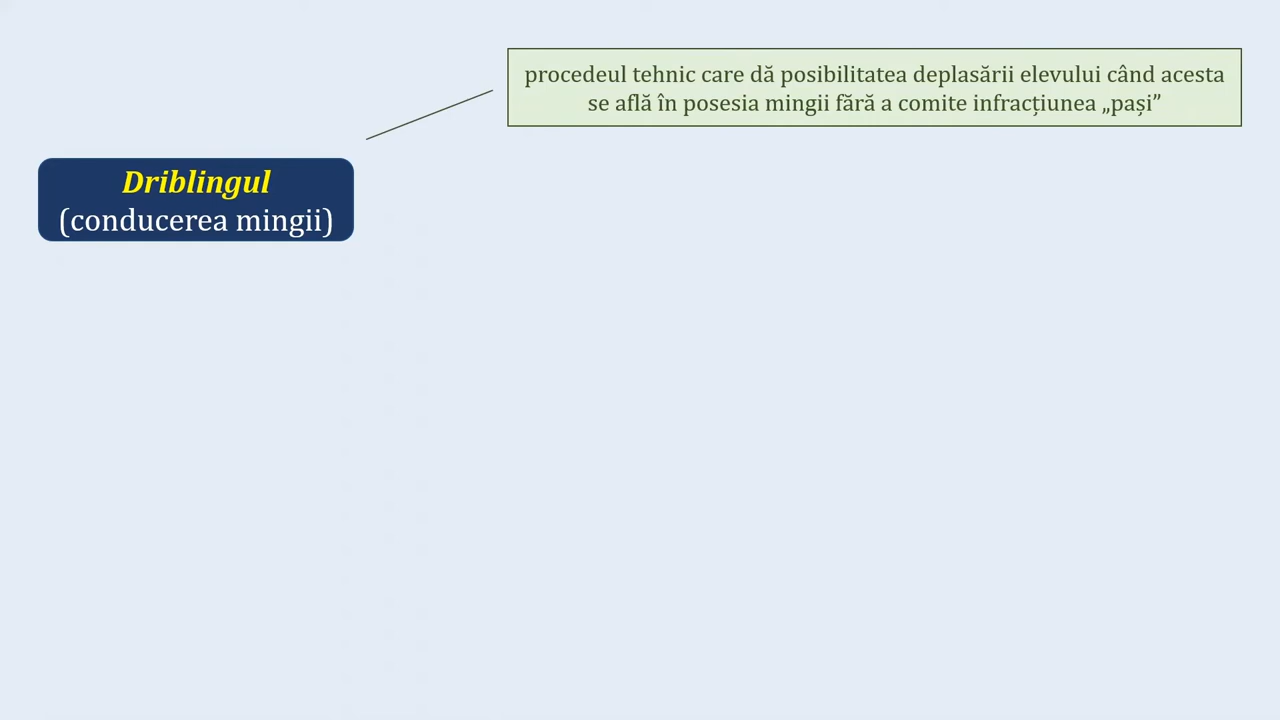 procedeul tehnic care dă posibilitatea deplasării elevului când acesta
se află în posesia mingii fără a comite infracțiunea „pași”
Driblingul
(conducerea mingii)